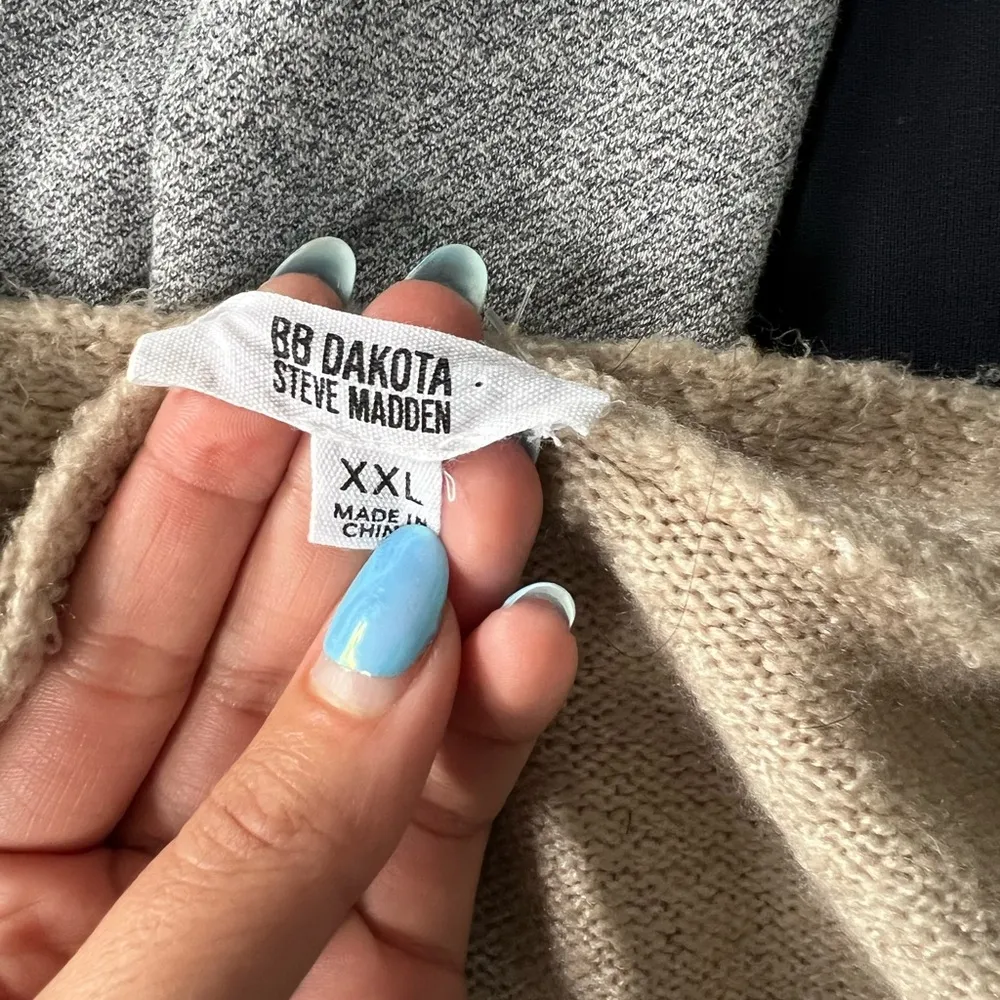 BB DAKOTA
STEVE MADDEN
XXL
MADE IN
CHINA